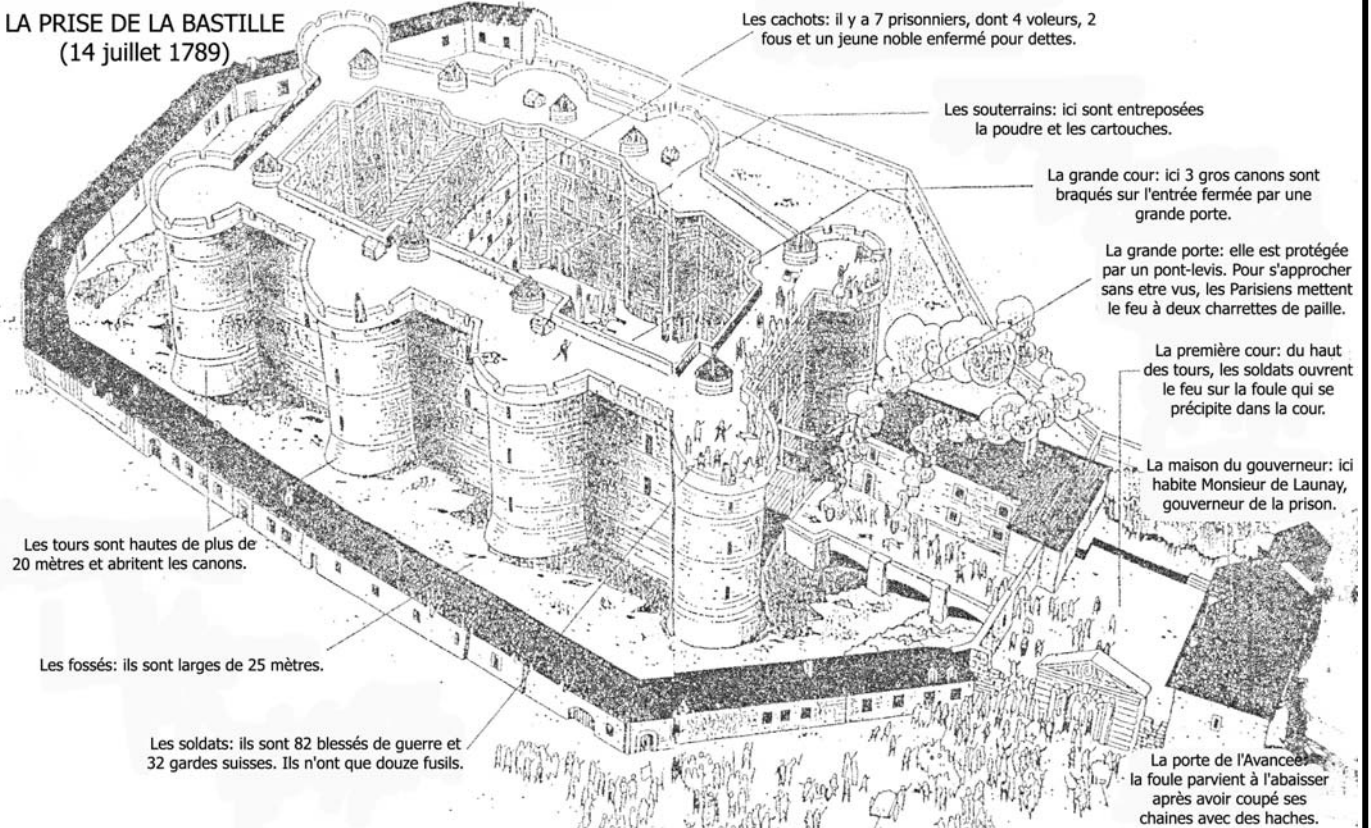 LA PRISE DE LA BASTILLE
(14 juillet 1789)
Les cachots: il y a 7 prisonniers, dont 4 voleurs, 2
fous et un jeune noble enfermé pour dettes.
Les souterrains: ici sont entreposées
la poudre et les cartouches.
La grande cour: ici 3 gros canons sont
braqués sur l'entrée fermée par une
grande porte.
La grande porte: elle est protégée
par un pont-levis. Pour s'approcher
sans etre vus, les Parisiens mettent
le feu à deux charrettes de paille.
La première cour: du haut
des tours, les soldats ouvrent
le feu sur la foule qui se
précipite dans la cour.
La maison du gouverneur: ici
habite Monsieur de Launay,
gouverneur de la prison.
Les tours sont hautes de plus de
20 mètres et abritent les canons.
Les fossés: ils sont larges de 25 mètres.
Les soldats: ils sont 82 blessés de guerre et
32 gardes suisses. Ils n'ont que douze fusils.
La porte de l'Avancée:
la foule parvient à l'abaisser
après avoir coupé ses
chaines avec des haches.